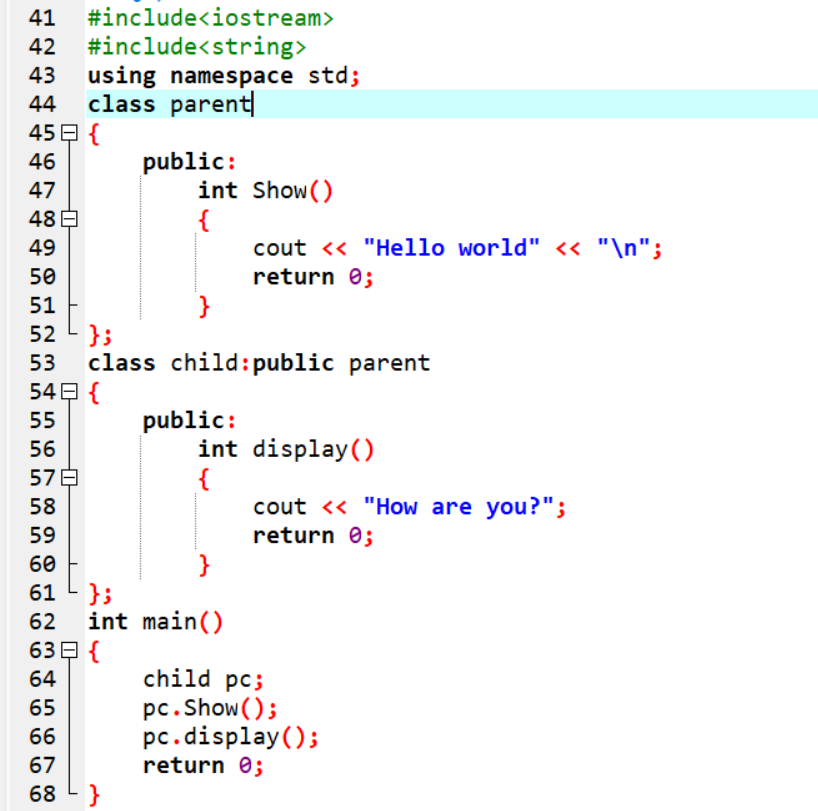 41 #include<iostream>
42 #include<string>
43 using namespace std;
44 class parent
45 {
46     public:
47         int Show()
48         {
49             cout << "Hello world" << "\n";
50             return 0;
51         }
52 };
53 class child:public parent
54 {
55     public:
56         int display()
57         {
58             cout << "How are you?";
59             return 0;
60         }
61 };
62 int main()
63 {
64     child pc;
65     pc.Show();
66     pc.display();
67     return 0;
68 }